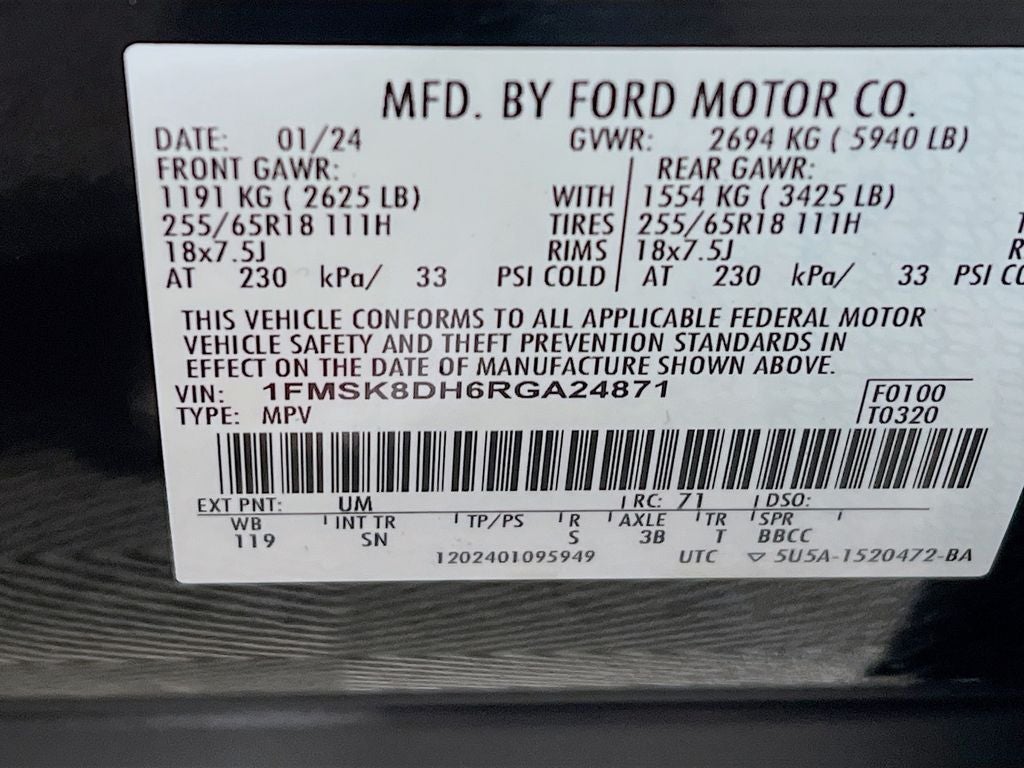 MFD. BY FORD MOTOR CO.
DATE: 01/24 GVWR: 2694 KG ( 5940 LB)
FRONT GAWR: REAR GAWR:
1191 KG ( 2625 LB) WITH 1554 KG ( 3425 LB)
255/65R18 111H TIRES 255/65R18 111H
18x7.5J RIMS 18x7.5J
AT 230 kPa/ 33 PSI COLD AT 230 kPa/ 33 PSI
THIS VEHICLE CONFORMS TO ALL APPLICABLE FEDERAL MOTOR
VEHICLE SAFETY AND THEFT PREVENTION STANDARDS IN
EFFECT ON THE DATE OF MANUFACTURE SHOWN ABOVE.
VIN: 1FMSK8DH6RGA24871 F0100
TYPE: MPV T0320
EXT PNT: UM RC: 71 DSO:
WB INT TR TP/PS R AXLE TR SPR
119 SN S 3B T BBCC
1202401095949 UTC ▽ 5U5A-1520472-BA